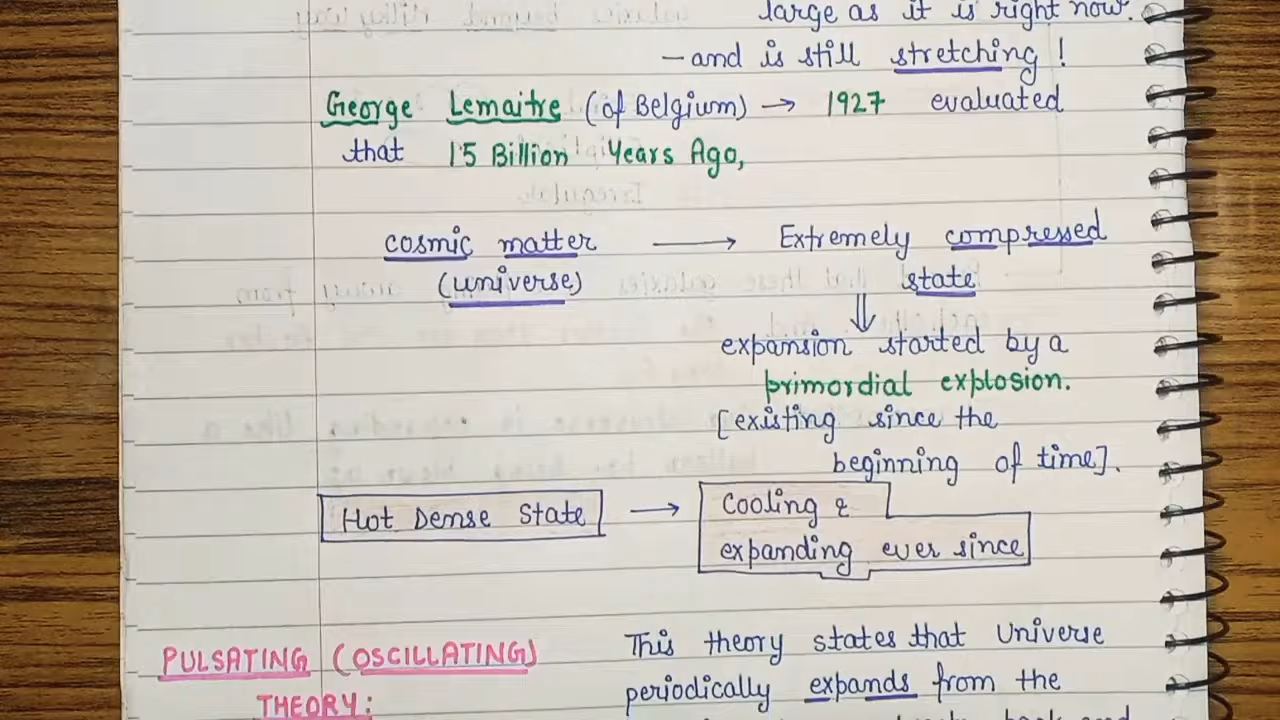 large as it is right now.
– and is still stretching !
George Lemaitre (of Belgium) → 1927 evaluated
that 15 Billion Years Ago,
cosmic matter → Extremely compressed
(universe) state
⇓
expansion started by a
primordial explosion.
[existing since the
beginning of time].
Hot Dense State → Cooling &
expanding ever since
PULSATING (OSCILLATING) This theory states that Universe
THEORY: periodically expands from the
back and